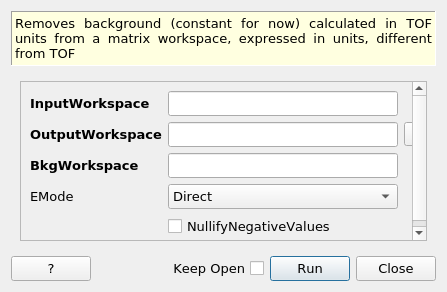 Removes background (constant for now) calculated in TOF
units from a matrix workspace, expressed in units, different
from TOF
InputWorkspace
OutputWorkspace
BkgWorkspace
EMode Direct
NullifyNegativeValues
? Keep Open Run Close